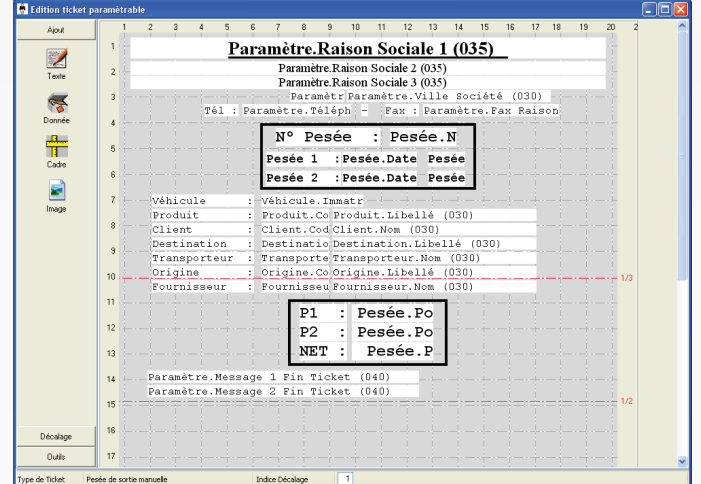 Edition ticket paramètrable
Ajout
Texte
Donnée
Cadre
Image
Décalage
Outils
1 2 3 4 5 6 7 8 9 10 11 12 13 14 15 16 17 18 19 20 2
1
2
3
4
5
6
7
8
9
10
11
12
13
14
15
16
17
Paramètre.Raison Sociale 1 (035)
Paramètre.Raison Sociale 2 (035)
Paramètre.Raison Sociale 3 (035)
Paramétr Paramètre.Ville Société (030)
Tél : Paramètre.Téléph - Fax : Paramètre.Fax Raison
N° Pesée : Pesée.N
Pesée 1 :Pesée.Date Pesée
Pesée 2 :Pesée.Date Pesée
Véhicule : Véhicule.Immatr
Produit : Produit.Co Produit.Libellé (030)
Client : Client.Cod Client.Nom (030)
Destination : Destinatio Destination.Libellé (030)
Transporteur : Transporte Transporteur.Nom (030)
Origine : Origine.Co Origine.Libellé (030)
1/3
Fournisseur : Fournisseu Fournisseur.Nom (030)
P1 : Pesée.Po
P2 : Pesée.Po
NET : Pesée.P
Paramètre.Message 1 Fin Ticket (040)
Paramètre.Message 2 Fin Ticket (040)
1/2
Type de Ticket Pesée de sortie manuelle Indice Décalage 1